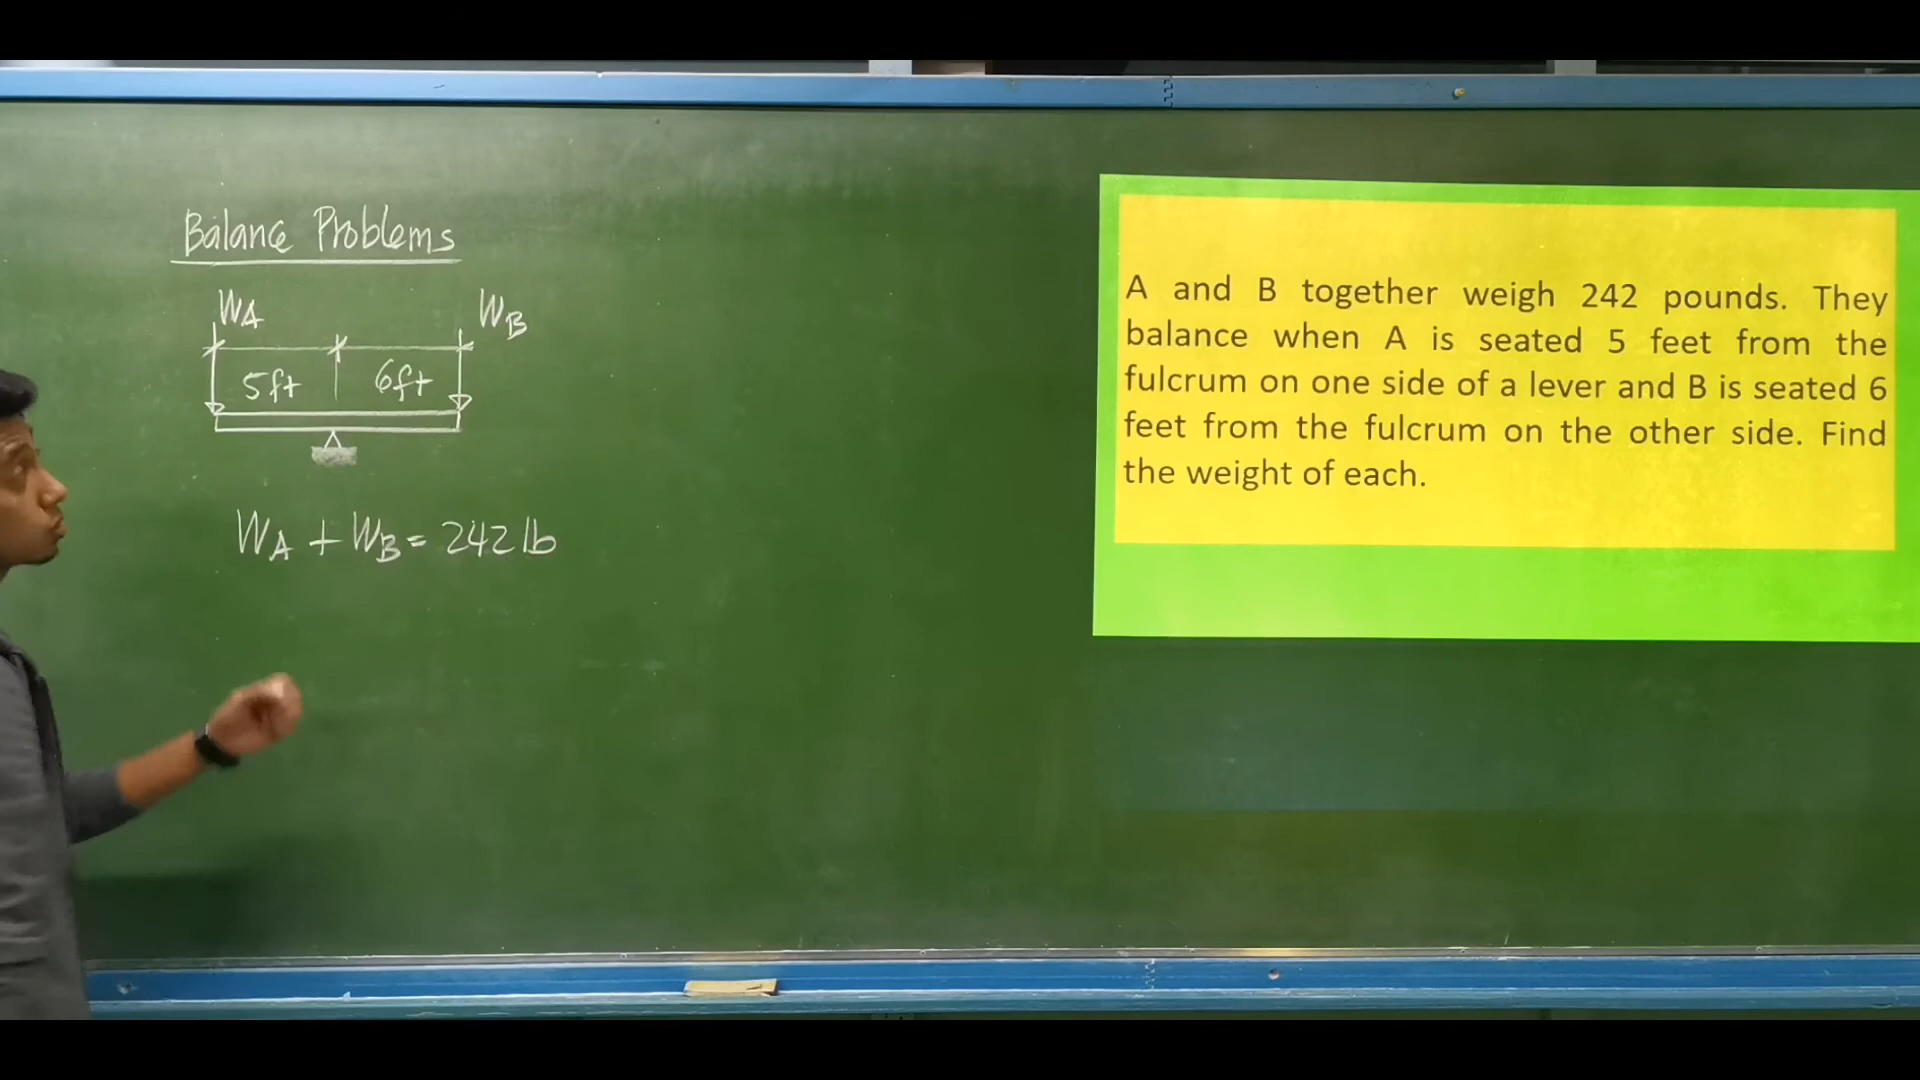 Balance Problems
WA WB
5ft 6ft
WA + WB = 242 lb
A and B together weigh 242 pounds. They
balance when A is seated 5 feet from the
fulcrum on one side of a lever and B is seated 6
feet from the fulcrum on the other side. Find
the weight of each.